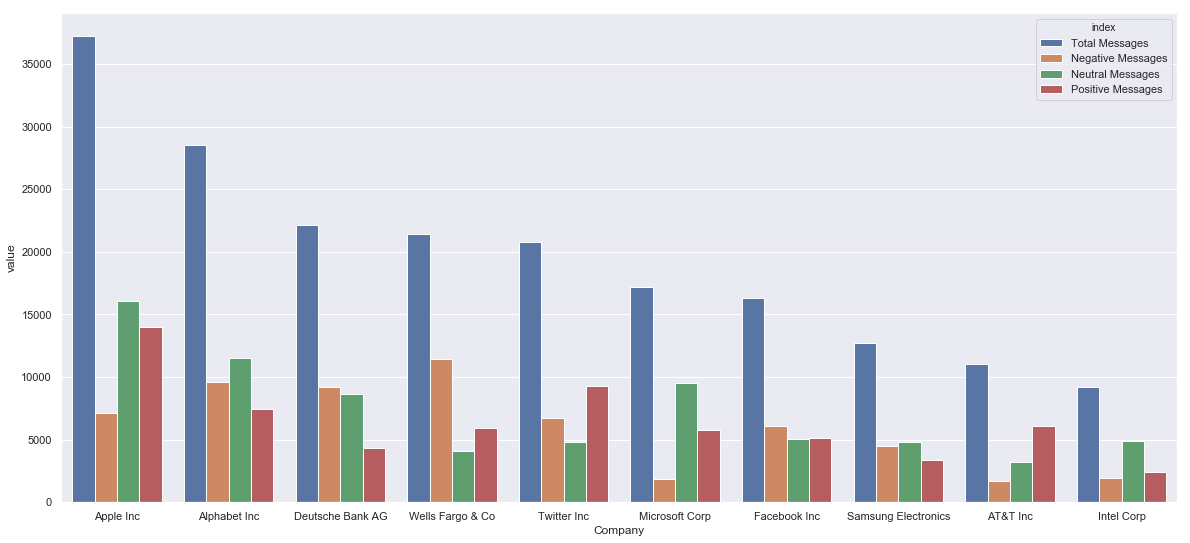 index
Total Messages
Negative Messages
Neutral Messages
Positive Messages
value
35000
30000
25000
20000
15000
10000
5000
0
Apple Inc
Alphabet Inc
Deutsche Bank AG
Wells Fargo & Co
Twitter Inc
Microsoft Corp
Facebook Inc
Samsung Electronics
AT&T Inc
Intel Corp
Company